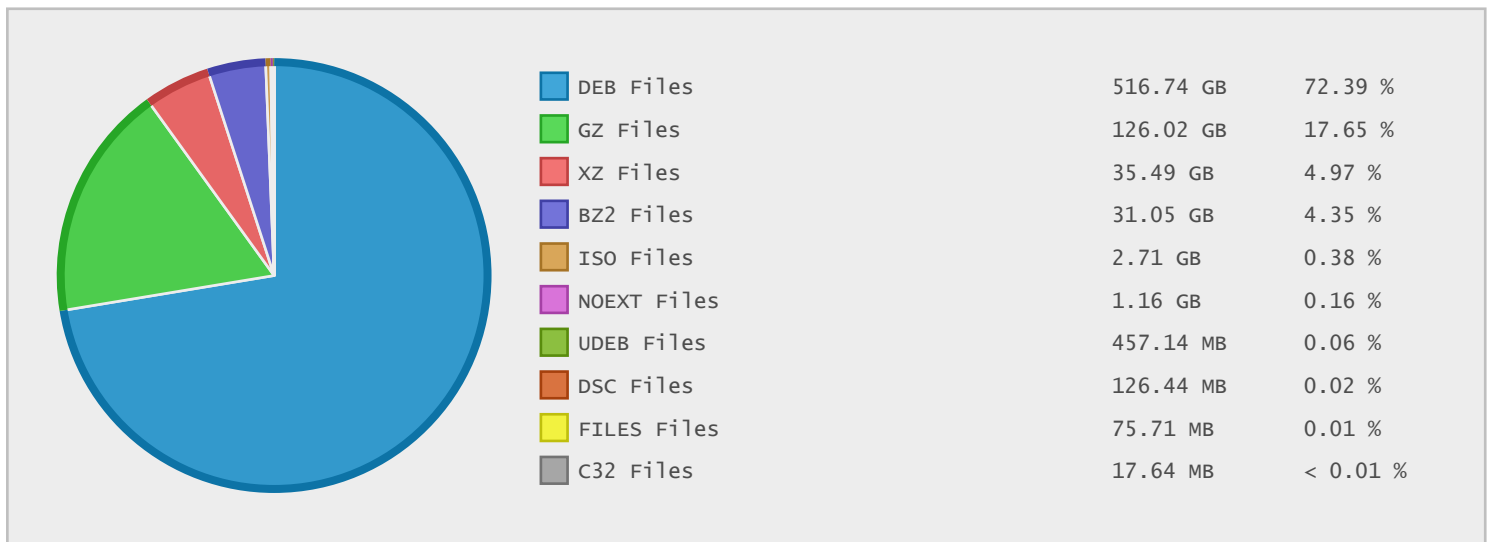 DEB Files 516.74 GB 72.39 %
GZ Files 126.02 GB 17.65 %
XZ Files 35.49 GB 4.97 %
BZ2 Files 31.05 GB 4.35 %
ISO Files 2.71 GB 0.38 %
NOEXT Files 1.16 GB 0.16 %
UDEB Files 457.14 MB 0.06 %
DSC Files 126.44 MB 0.02 %
FILES Files 75.71 MB 0.01 %
C32 Files 17.64 MB < 0.01 %